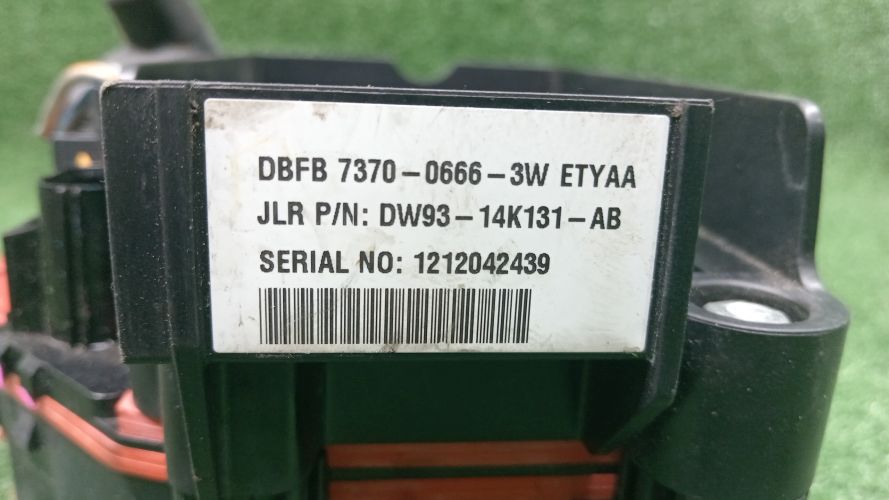 DBFB 7370-0666-3W ETYAA
JLR P/N: DW93-14K131-AB
SERIAL NO: 1212042439